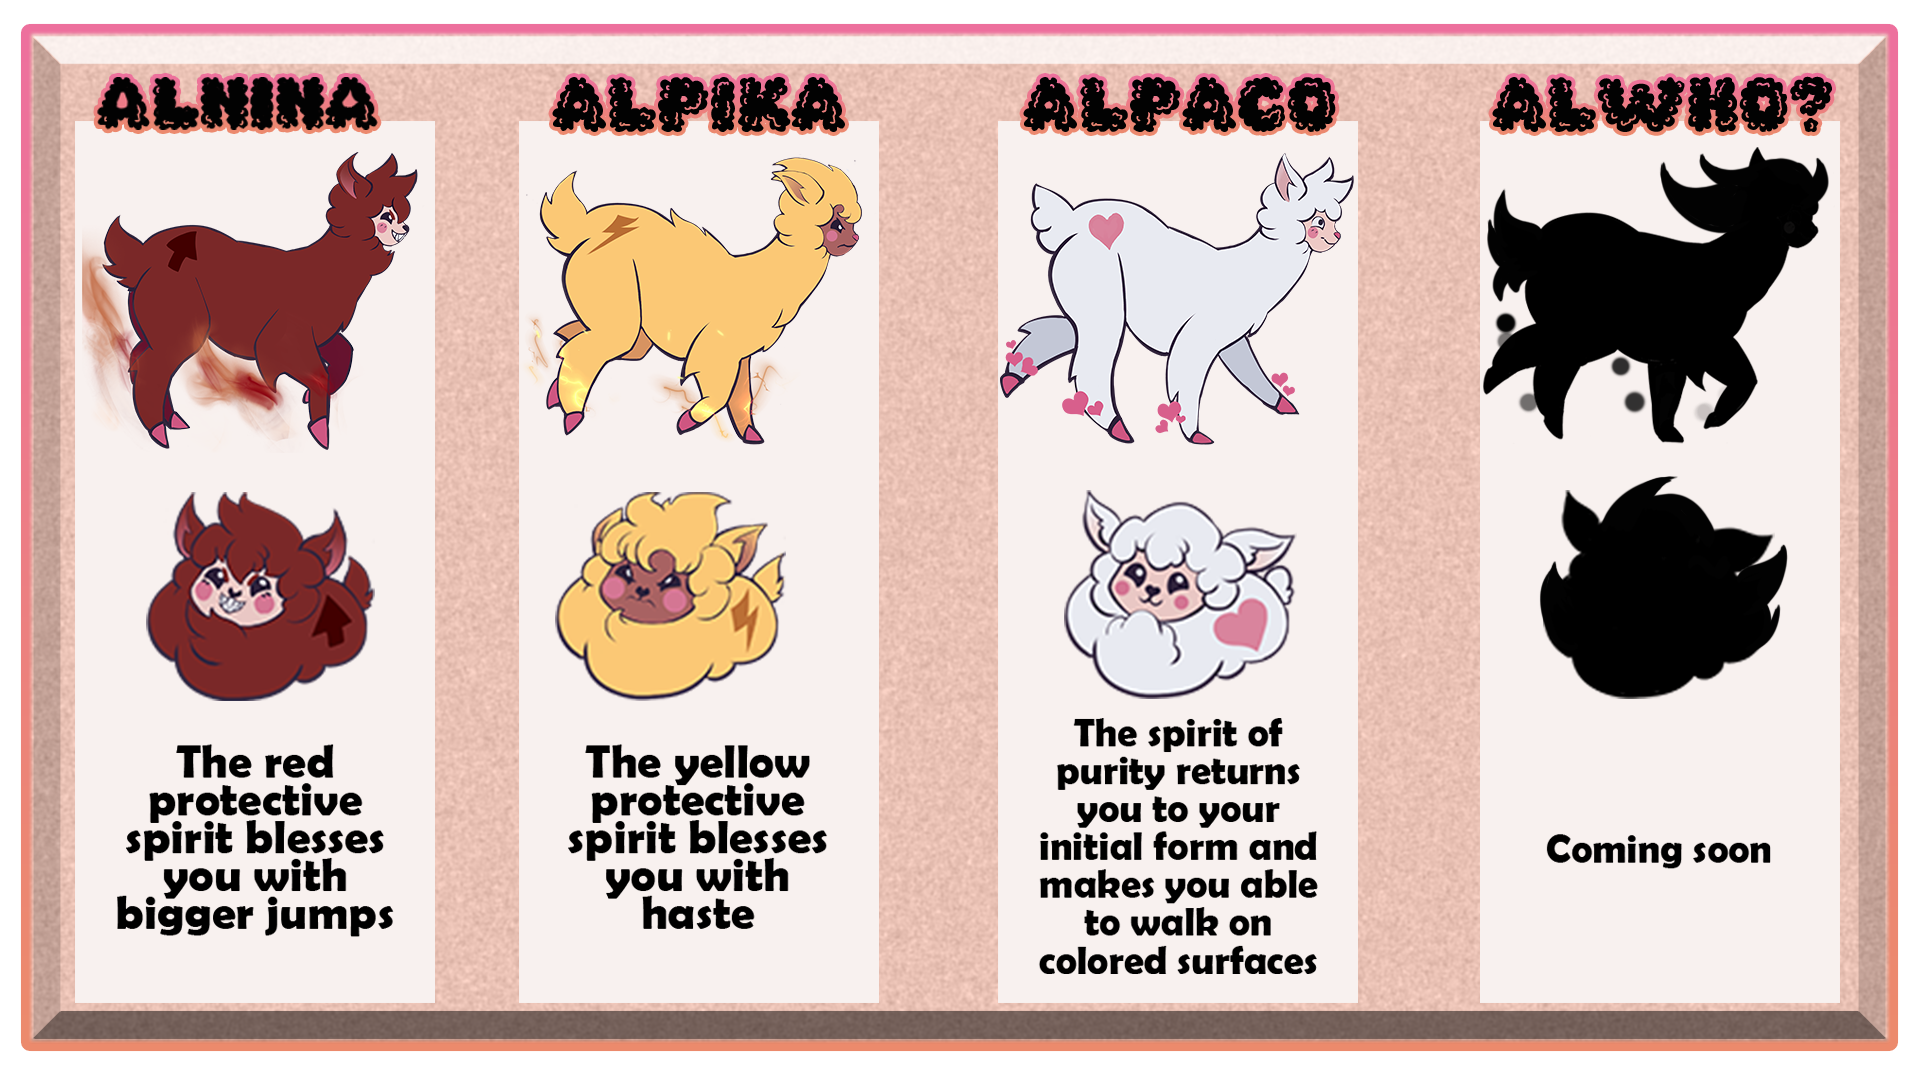 ALNINA
The red
protective
spirit blesses
you with
bigger jumps
ALPIKA
The yellow
protective
spirit blesses
you with
haste
ALPACO
The spirit of
purity returns
you to your
initial form and
makes you able
to walk on
colored surfaces
ALWHO?
Coming soon